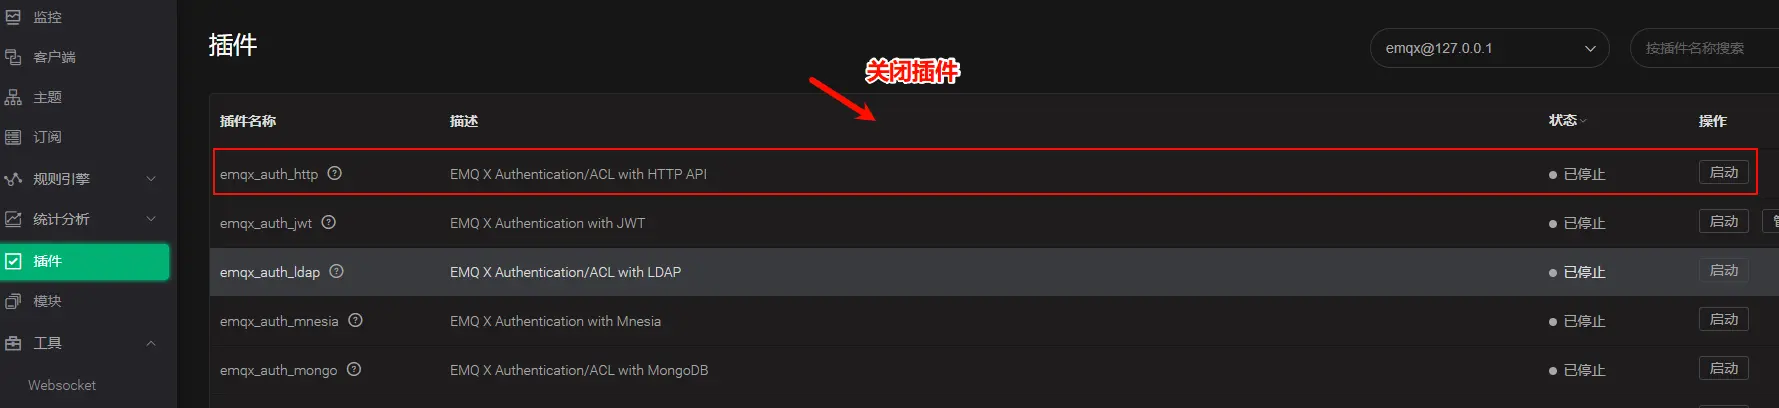 监控
客户端
主题
订阅
规则引擎
统计分析
插件
模块
工具
Websocket
插件
emqx@127.0.0.1
按插件名称搜索
关闭插件
插件名称 描述 状态 操作
emqx_auth_http EMQ X Authentication/ACL with HTTP API 已停止 启动
emqx_auth_jwt EMQ X Authentication with JWT 已停止 启动
emqx_auth_ldap EMQ X Authentication/ACL with LDAP 已停止 启动
emqx_auth_mnesia EMQ X Authentication with Mnesia 已停止 启动
emqx_auth_mongo EMQ X Authentication/ACL with MongoDB 已停止 启动